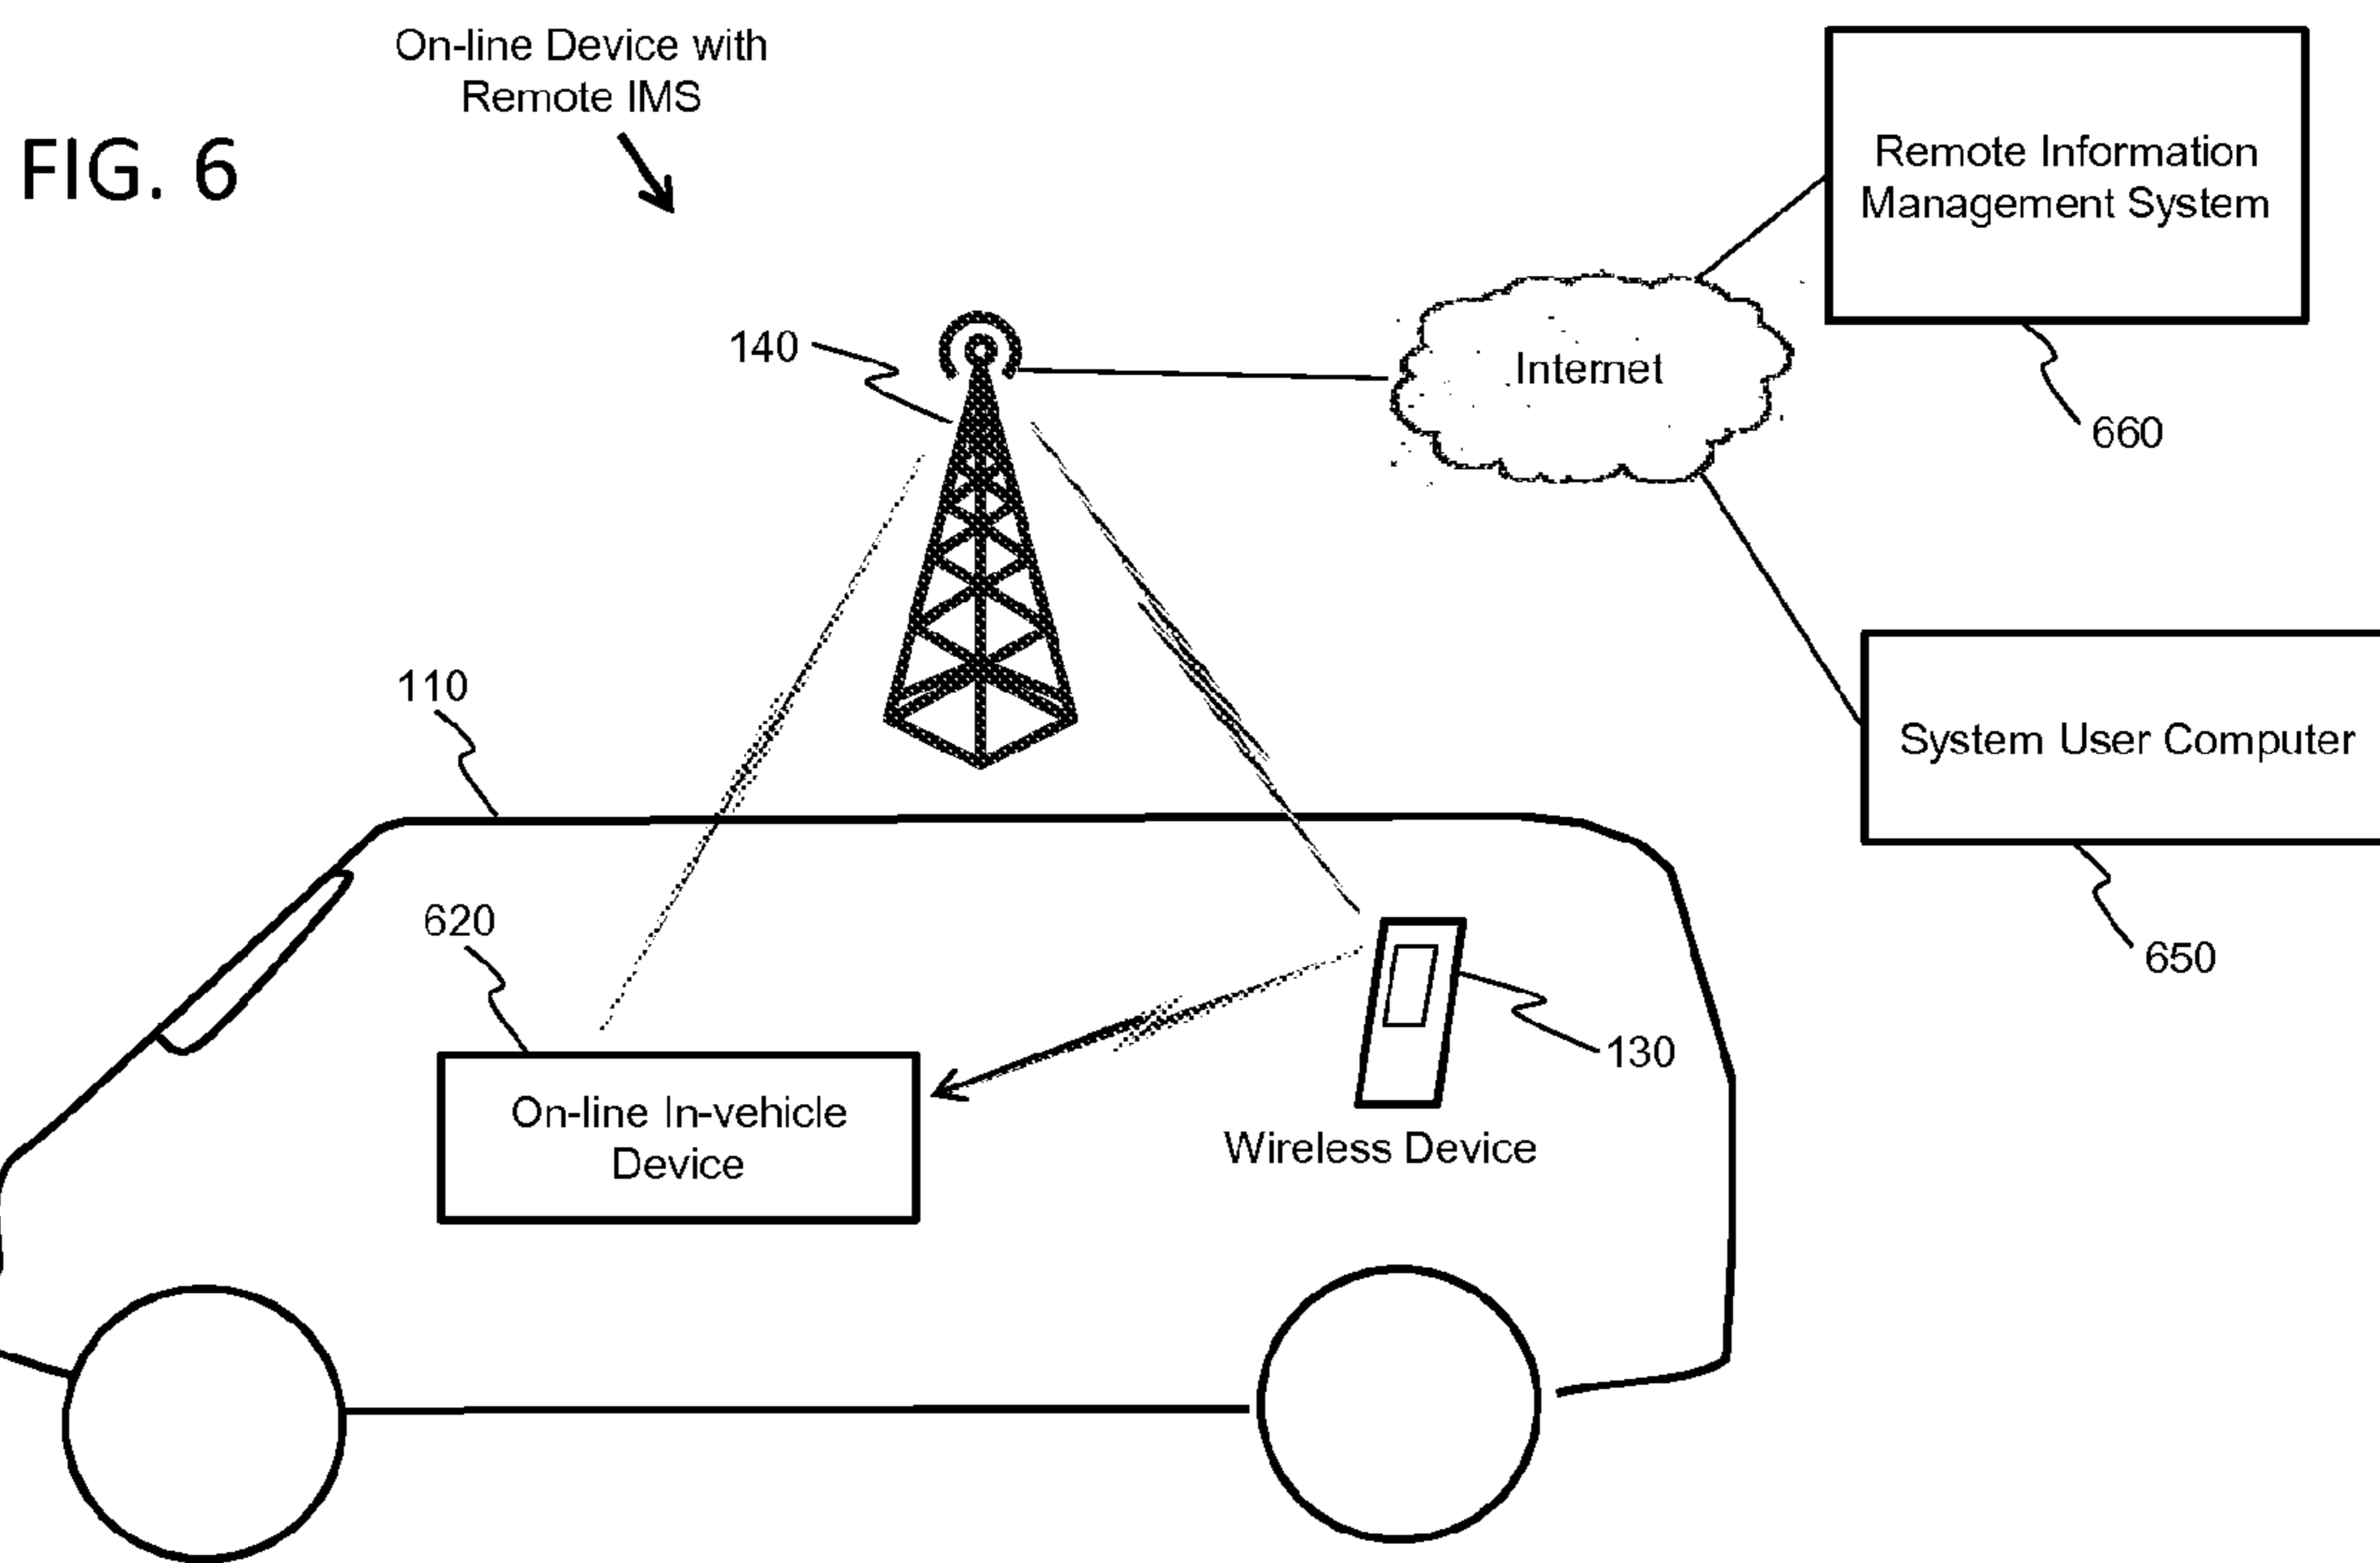 On-line Device with
Remote IMS
FIG. 6
Remote Information
Management System
140
Internet
660
110
System User Computer
620
650
130
On-line In-vehicle
Device
Wireless Device